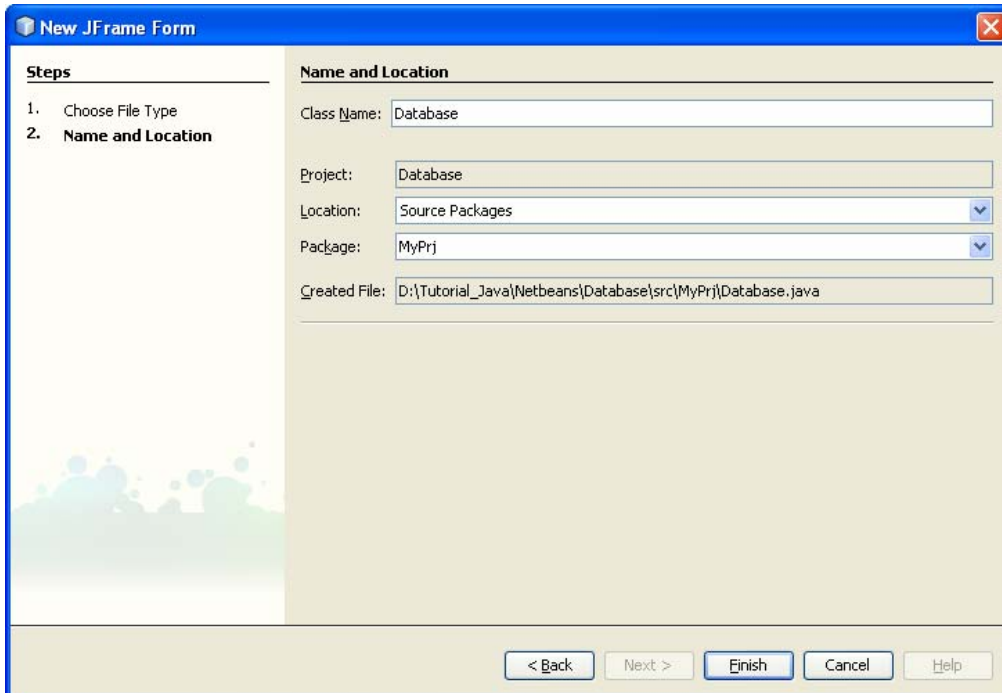 New JFrame Form
Steps
1. Choose File Type
2. Name and Location
Name and Location
Class Name: Database
Project: Database
Location: Source Packages
Package: MyPrj
Created File: D:\Tutorial_Java\Netbeans\Database\src\MyPrj\Database.java
< Back Next > Finish Cancel Help